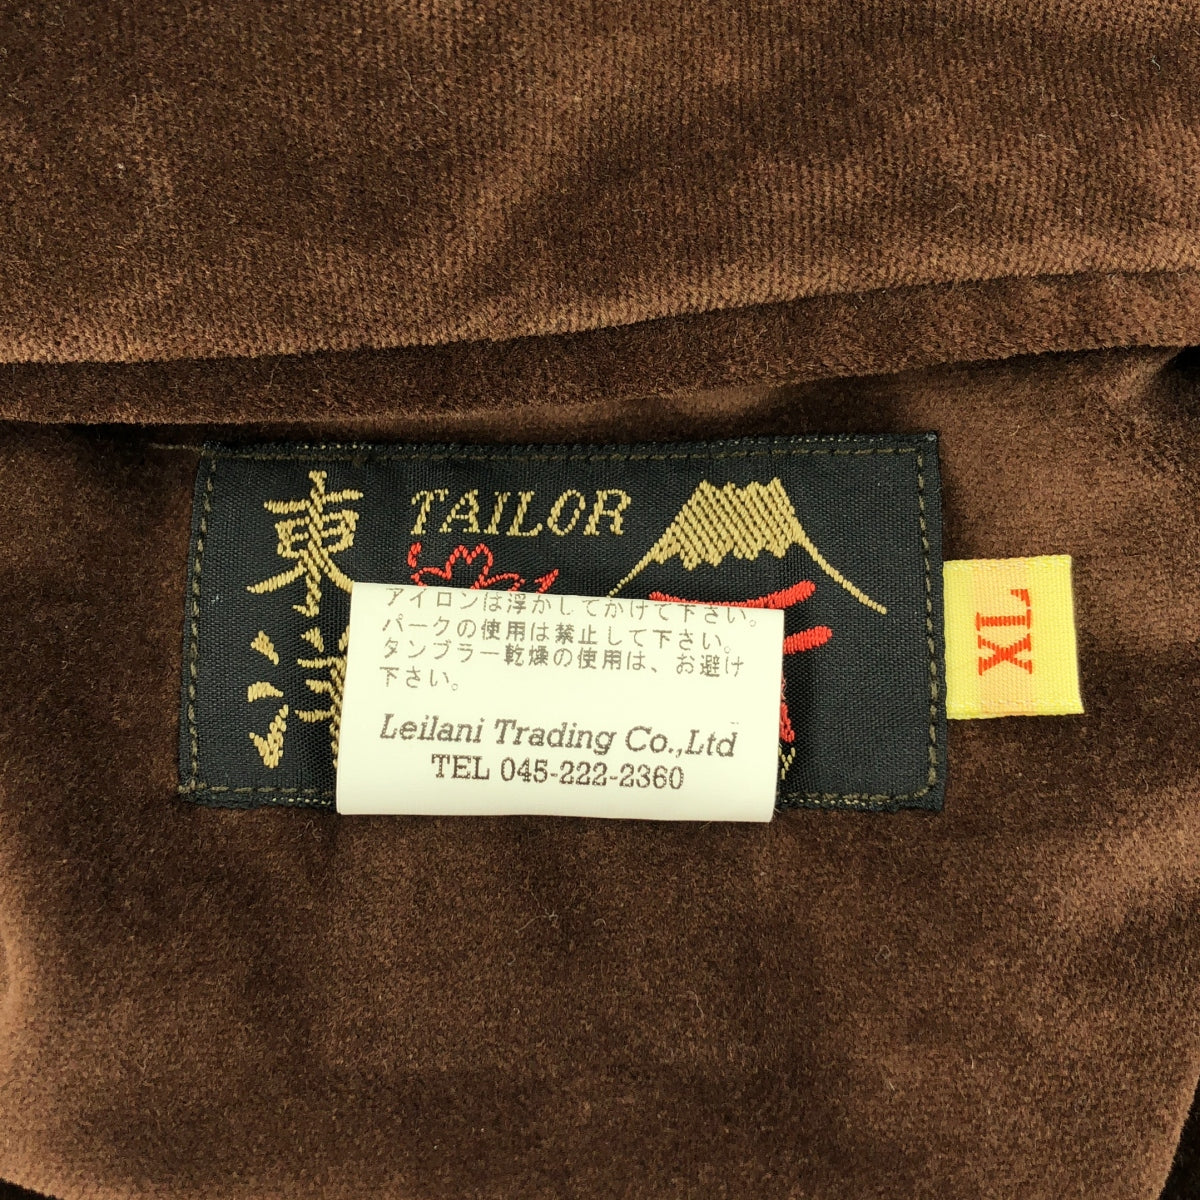 TAILOR
東洋
アイロンは浮かしてかけて下さい。
パークの使用は禁止して下さい。
タンブラー乾燥の使用は、お避け
下さい。
Leilani Trading Co.,Ltd
TEL 045-222-2360
XL